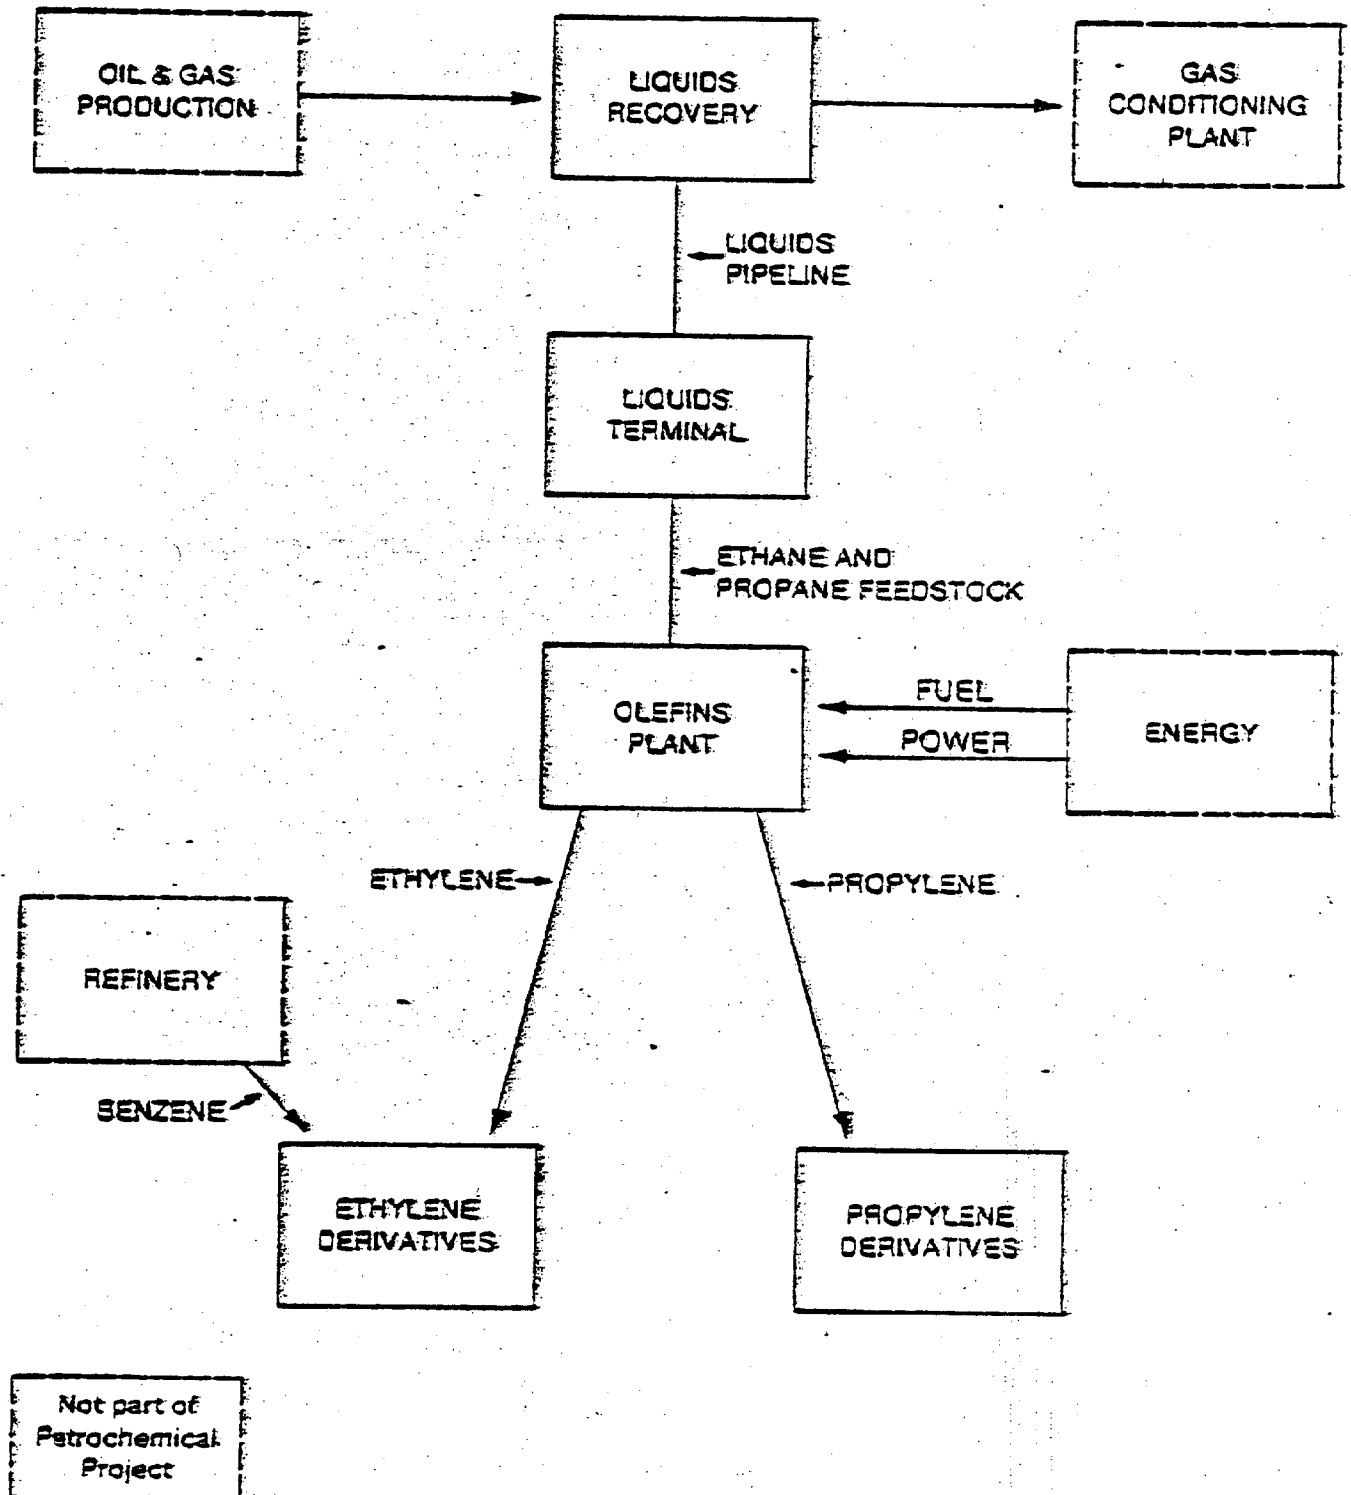 OIL & GAS
PRODUCTION
LIQUIDS
RECOVERY
GAS
CONDITIONING
PLANT
LIQUIDS
PIPELINE
LIQUIDS
TERMINAL
ETHANE AND
PROPANE FEEDSTOCK
OLEFINS
PLANT
FUEL
POWER
ENERGY
ETHYLENE
PROPYLENE
REFINERY
BENZENE
ETHYLENE
DERIVATIVES
PROPYLENE
DERIVATIVES
Not part of
Petrochemical
Project